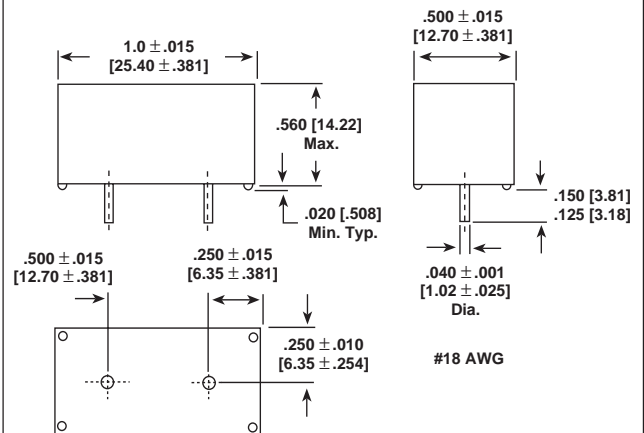 1.0 ± .015
[25.40 ± .381]
.500 ± .015
[12.70 ± .381]
.560 [14.22]
Max.
.020 [.508]
Min. Typ.
.150 [3.81]
.125 [3.18]
.040 ± .001
[1.02 ± .025]
Dia.
.500 ± .015
[12.70 ± .381]
.250 ± .015
[6.35 ± .381]
.250 ± .010
[6.35 ± .254]
#18 AWG